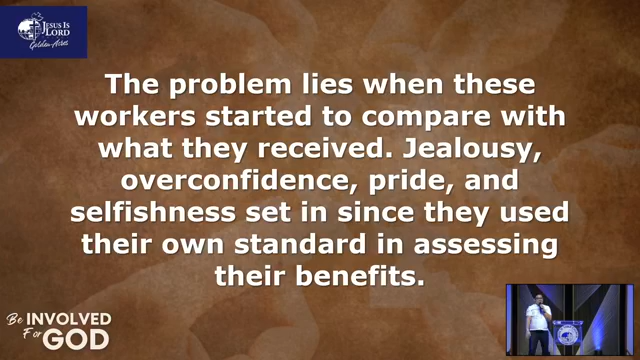 JESUS IS
LORD
Golden Acres
The problem lies when these
workers started to compare with
what they received. Jealousy,
overconfidence, pride, and
selfishness set in since they used
their own standard in assessing
their benefits.
Be INVOLVED
For GOD